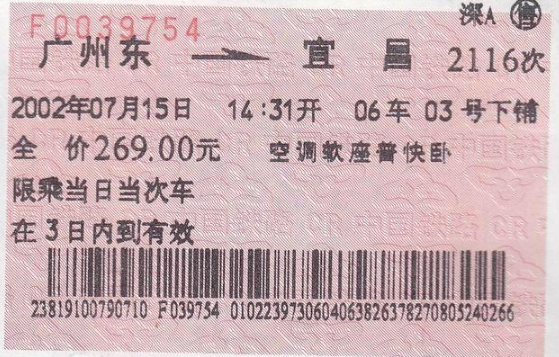 深A 售
F0039754
广州东 → 宜昌 2116次
2002年07月15日 14:31开 06车 03号下铺
全 价269.00元 空调软座普快卧
限乘当日当次车
在3日内到有效
23819100790710 F039754 0102239730604063826378270805240266